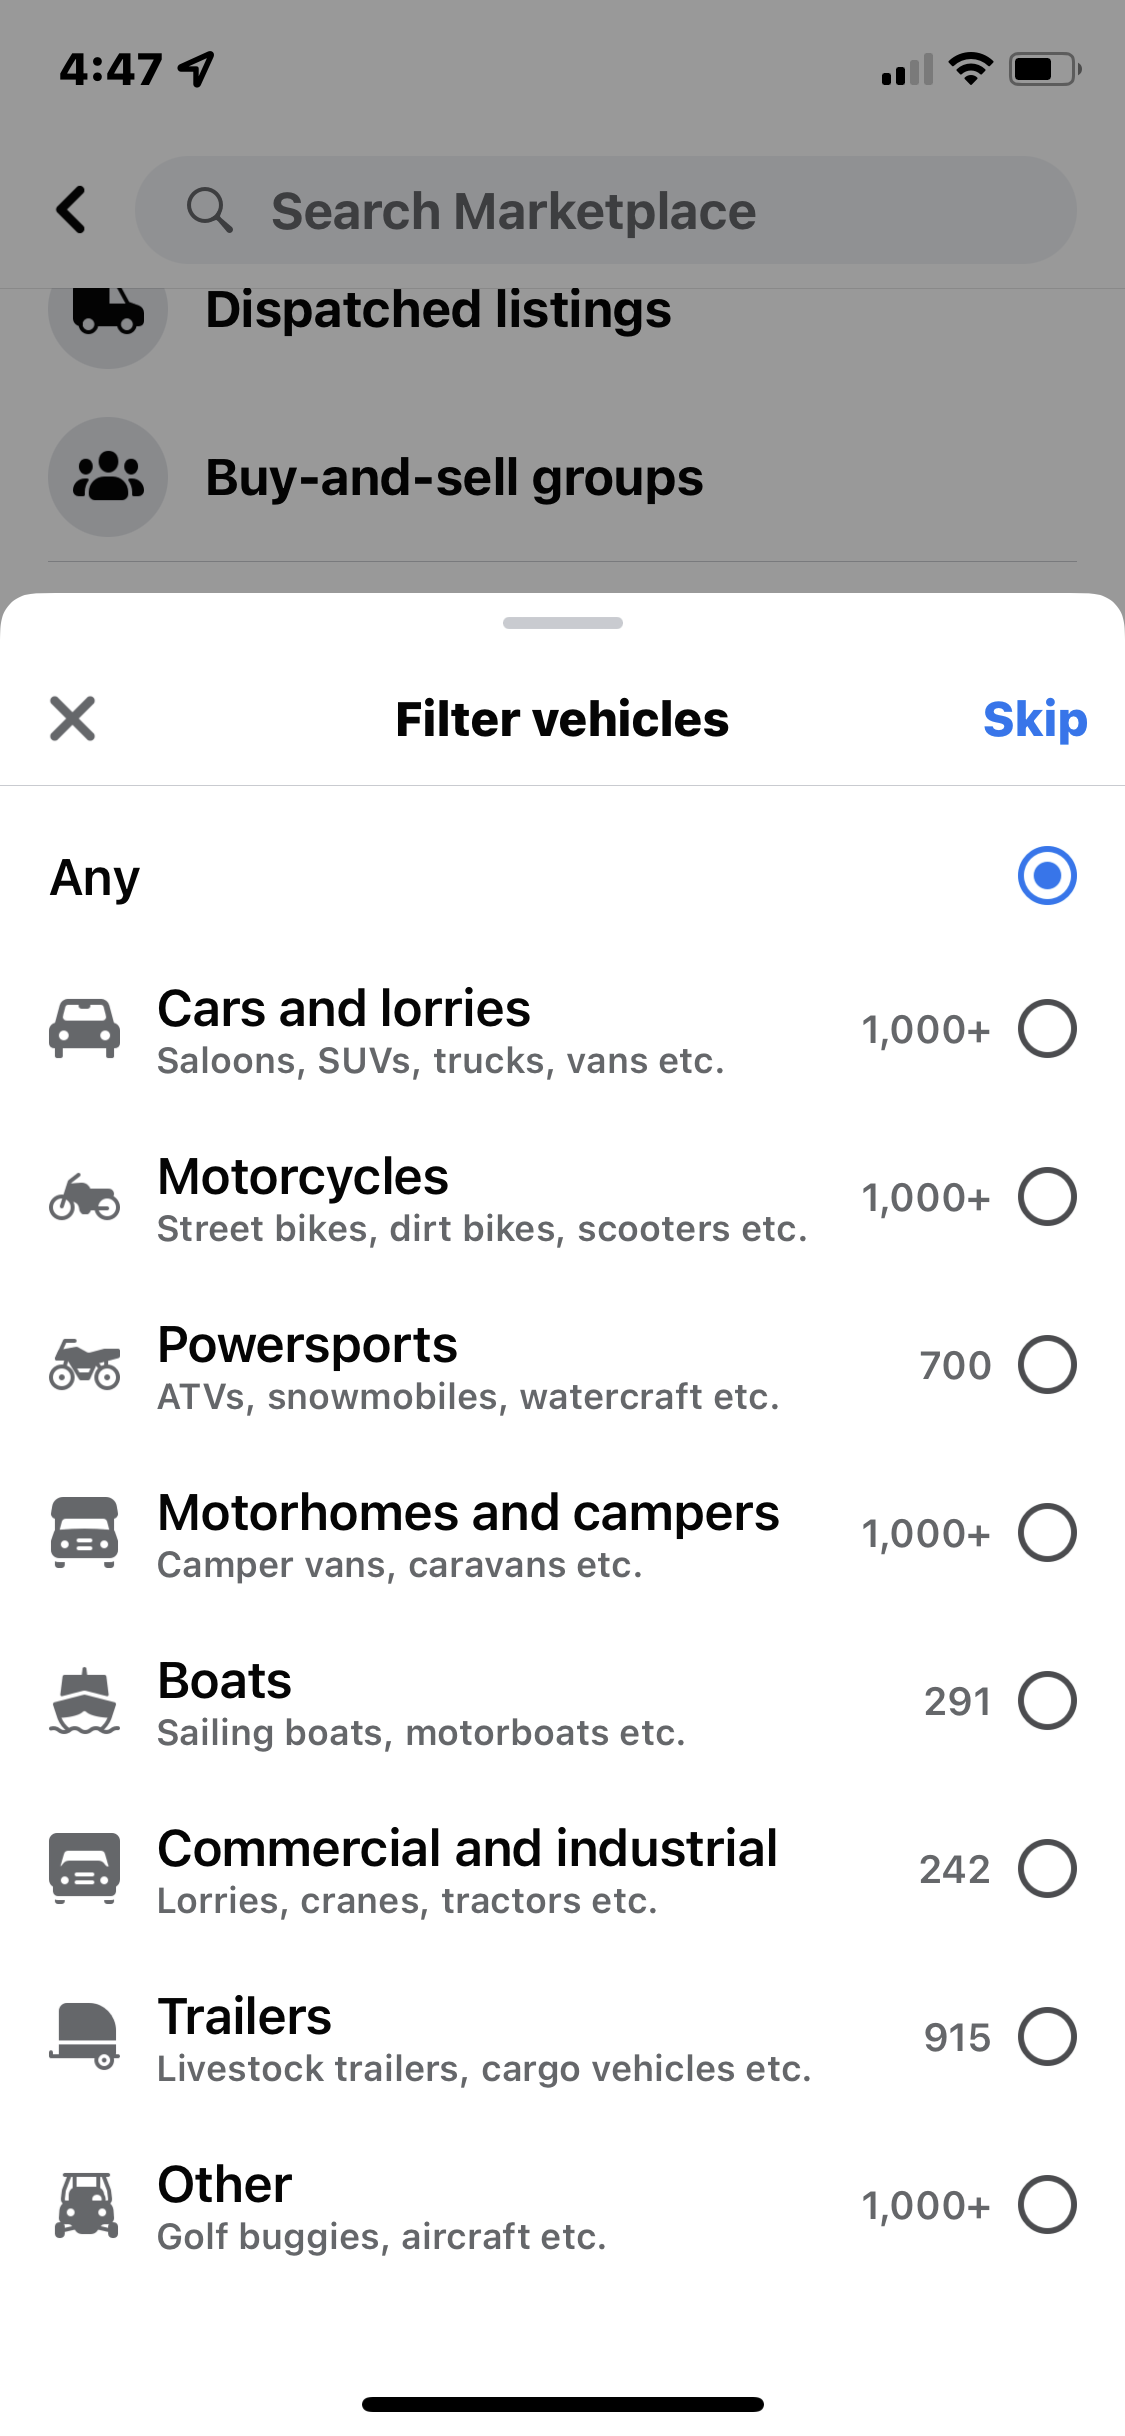 4:47
Search Marketplace
Dispatched listings
Buy-and-sell groups
Filter vehicles
Skip
Any
Cars and lorries
Saloons, SUVs, trucks, vans etc.
1,000+
Motorcycles
Street bikes, dirt bikes, scooters etc.
1,000+
Powersports
ATVs, snowmobiles, watercraft etc.
700
Motorhomes and campers
Camper vans, caravans etc.
1,000+
Boats
Sailing boats, motorboats etc.
291
Commercial and industrial
Lorries, cranes, tractors etc.
242
Trailers
Livestock trailers, cargo vehicles etc.
915
Other
Golf buggies, aircraft etc.
1,000+